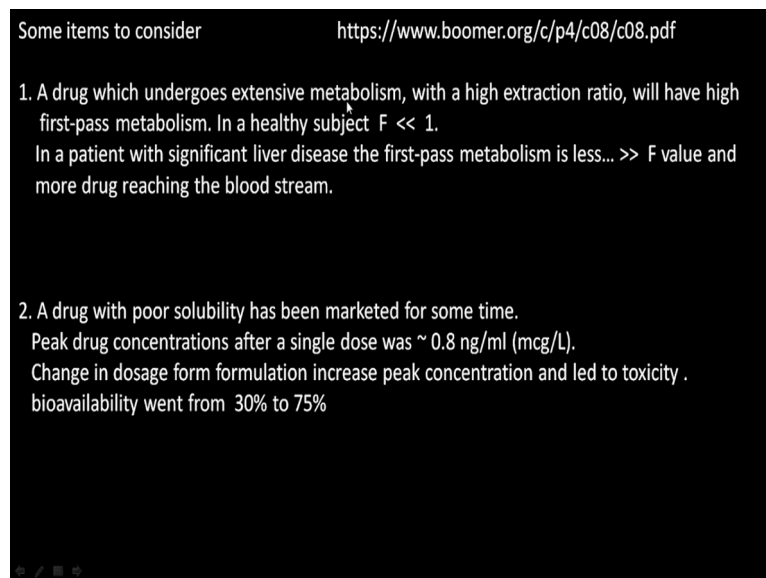 Some items to consider https://www.boomer.org/c/p4/c08/c08.pdf
1. A drug which undergoes extensive metabolism, with a high extraction ratio, will have high
first-pass metabolism. In a healthy subject F << 1.
In a patient with significant liver disease the first-pass metabolism is less... >> F value and
more drug reaching the blood stream.
2. A drug with poor solubility has been marketed for some time.
Peak drug concentrations after a single dose was ~ 0.8 ng/ml (mcg/L).
Change in dosage form formulation increase peak concentration and led to toxicity .
bioavailability went from 30% to 75%